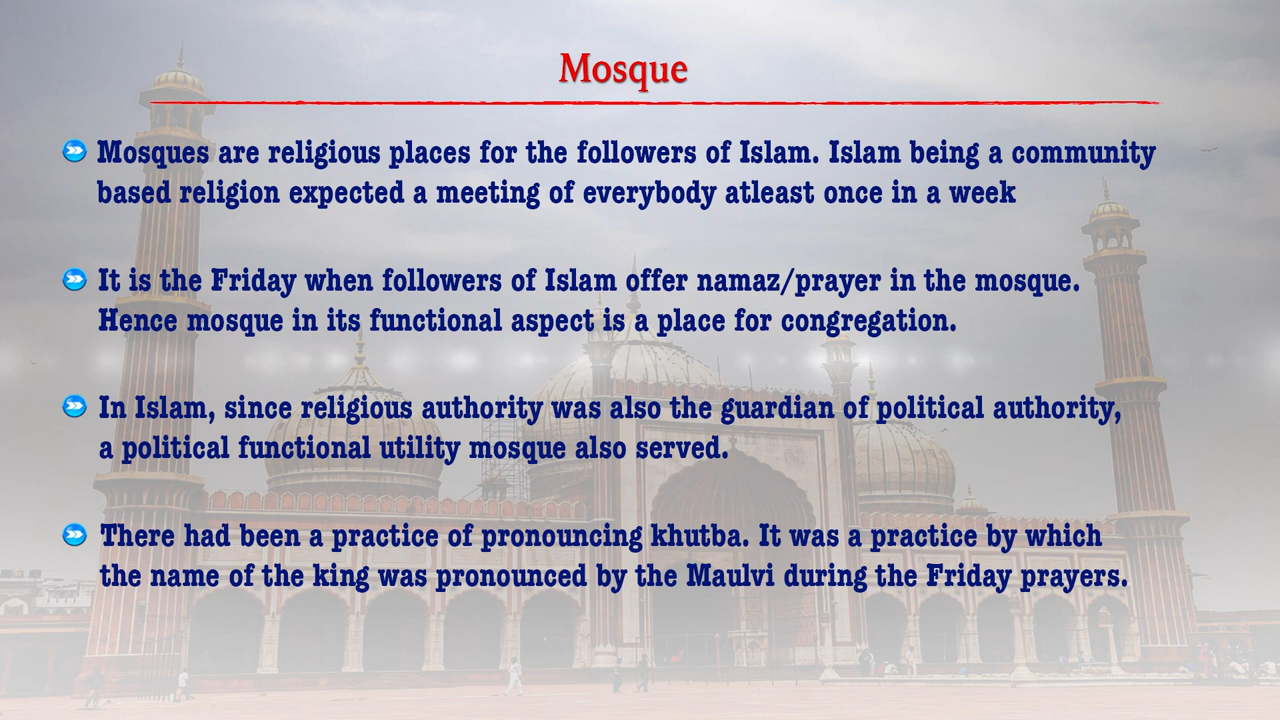 Mosque
Mosques are religious places for the followers of Islam. Islam being a community
based religion expected a meeting of everybody atleast once in a week
It is the Friday when followers of Islam offer namaz/prayer in the mosque.
Hence mosque in its functional aspect is a place for congregation.
In Islam, since religious authority was also the guardian of political authority,
a political functional utility mosque also served.
There had been a practice of pronouncing khutba. It was a practice by which
the name of the king was pronounced by the Maulvi during the Friday prayers.